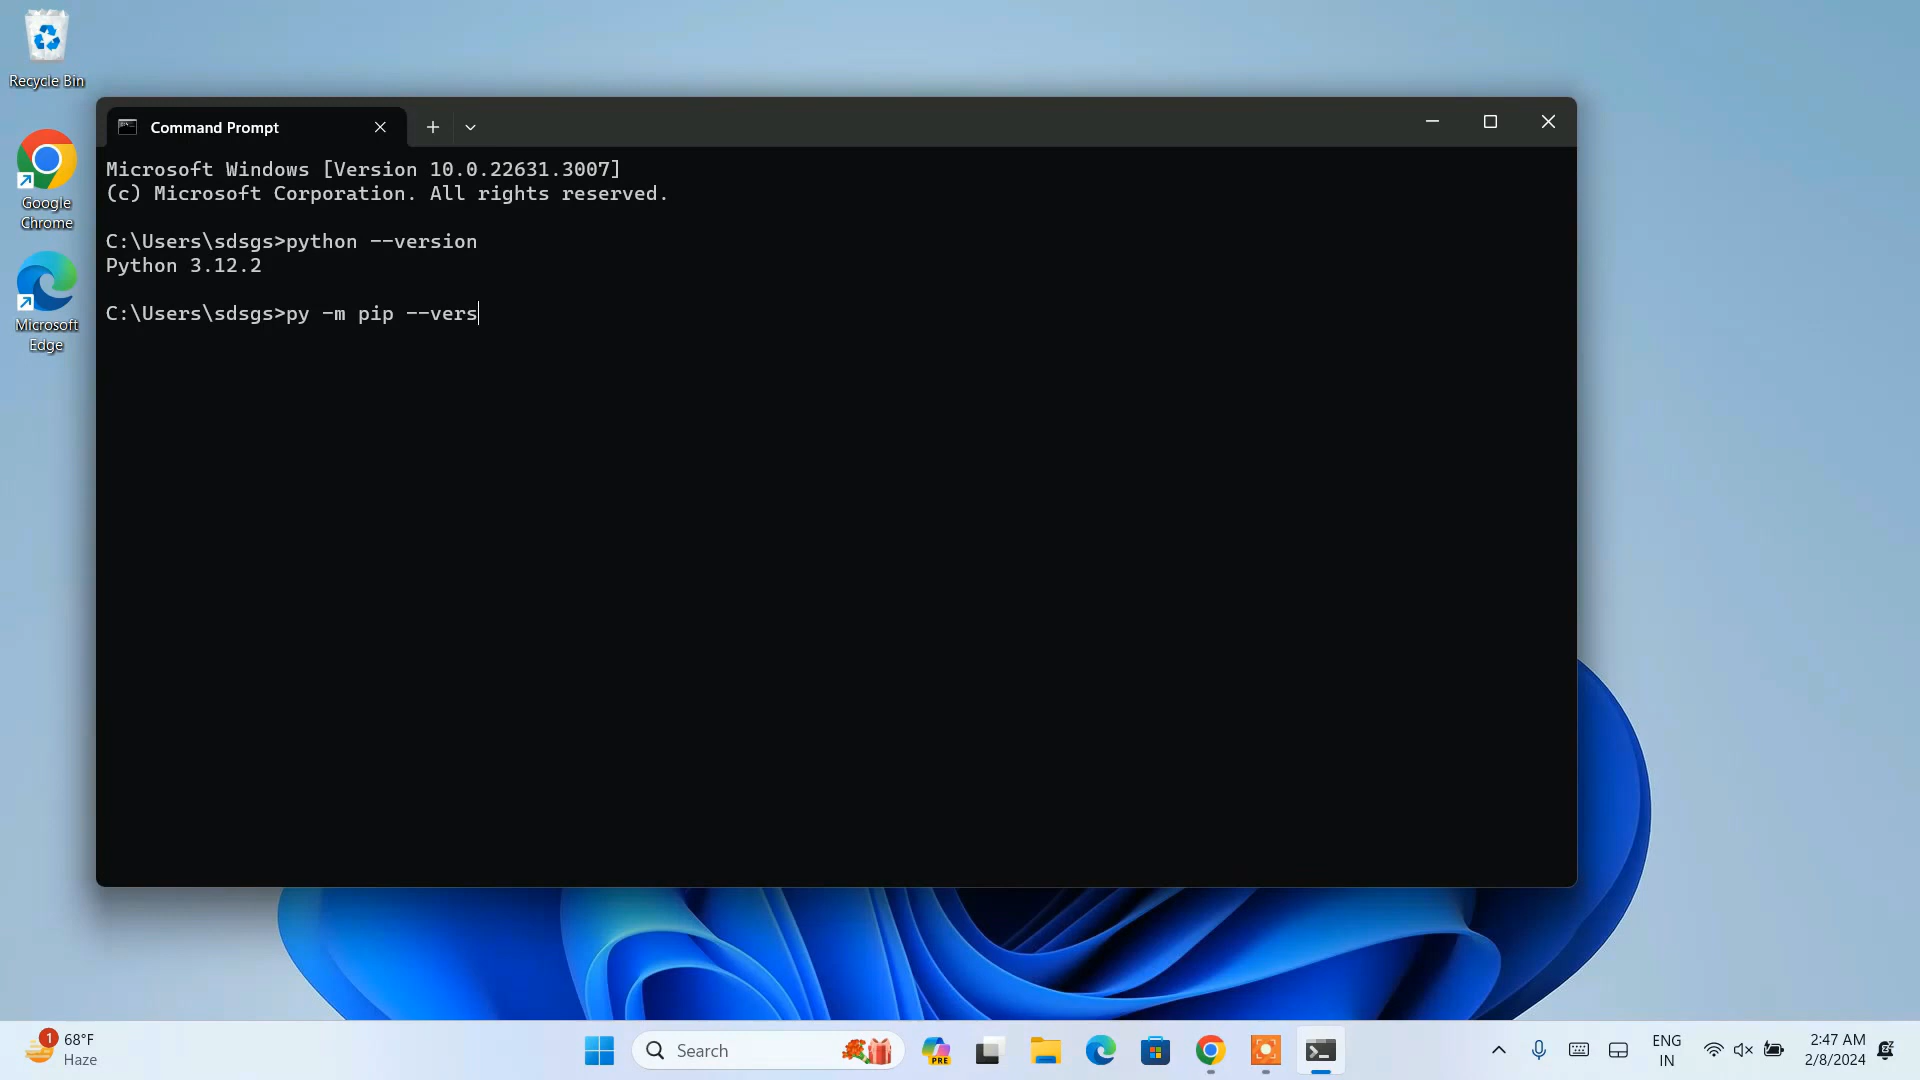 Recycle Bin
Google
Chrome
Microsoft
Edge
Command Prompt
Microsoft Windows [Version 10.0.22631.3007]
(c) Microsoft Corporation. All rights reserved.
C:\Users\sdsgs>python --version
Python 3.12.2
C:\Users\sdsgs>py -m pip --vers
1
68°F
Haze
Search
PRE
ENG
IN
2:47 AM
2/8/2024